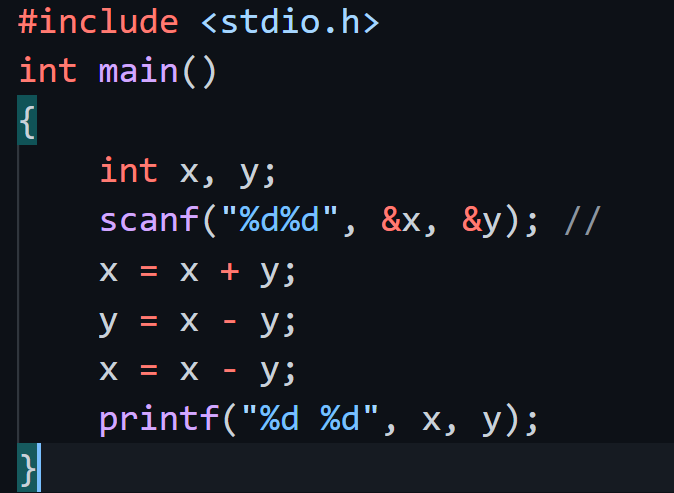 #include <stdio.h>
int main()
{
    int x, y;
    scanf("%d%d", &x, &y); //
    x = x + y;
    y = x - y;
    x = x - y;
    printf("%d %d", x, y);
}